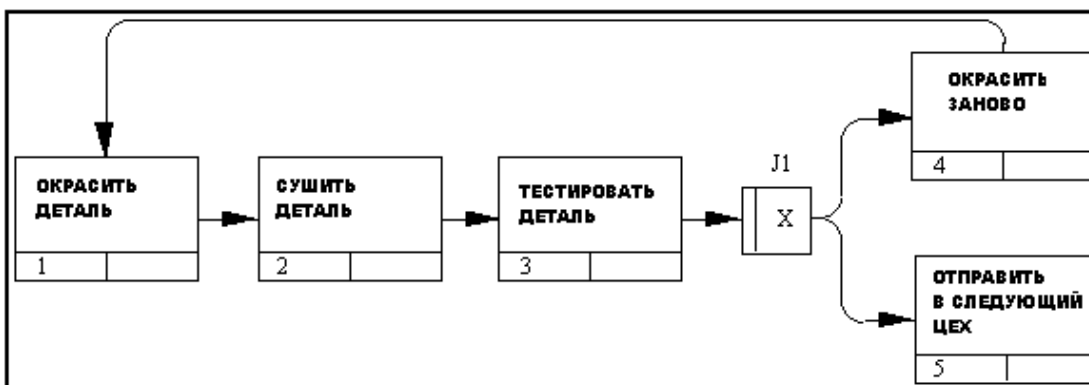 ОКРАСИТЬ
ДЕТАЛЬ
1
СУШИТЬ
ДЕТАЛЬ
2
ТЕСТИРОВАТЬ
ДЕТАЛЬ
3
J1
X
ОКРАСИТЬ
ЗАНОВО
4
ОТПРАВИТЬ
В СЛЕДУЮЩИЙ
ЦЕХ
5